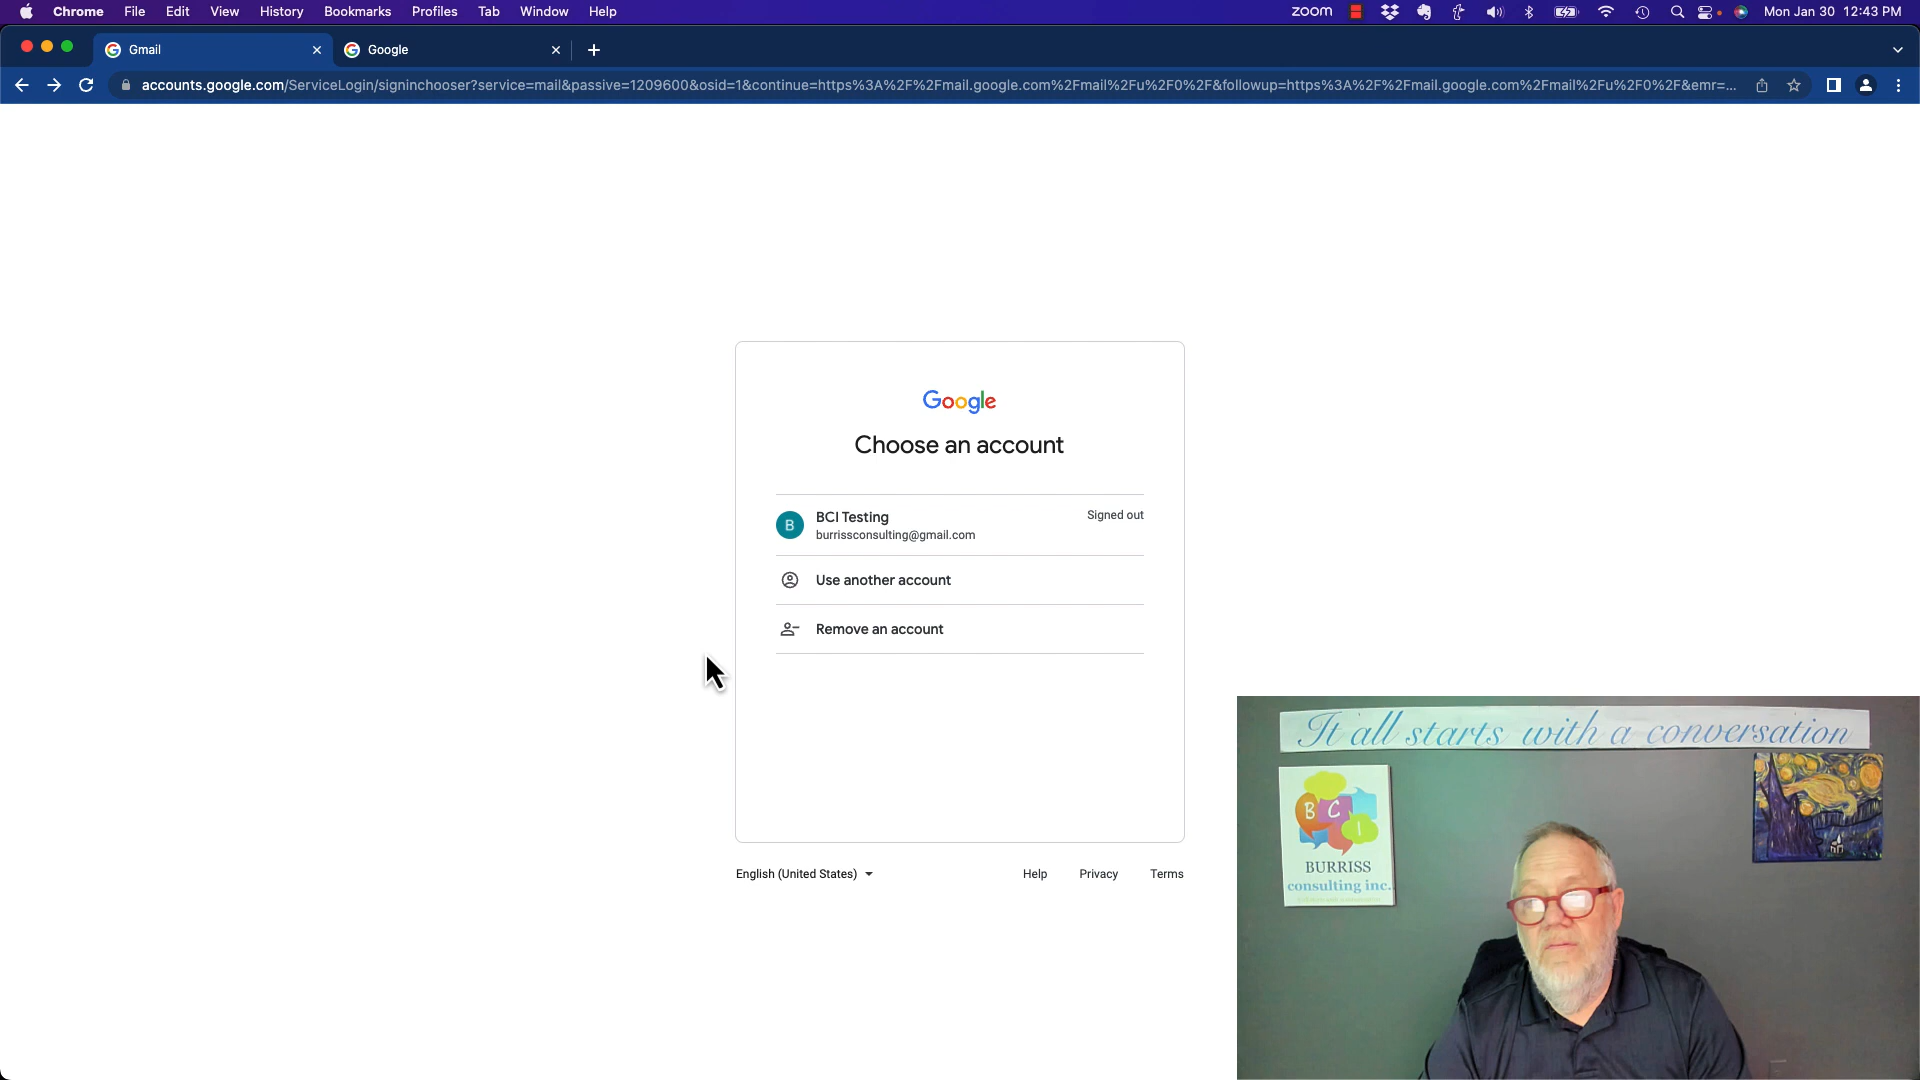 Chrome File Edit View History Bookmarks Profiles Tab Window Help zoom Mon Jan 30 12:43 PM
Gmail Google
accounts.google.com/ServiceLogin/signinchooser?service=mail&passive=1209600&osid=1&continue=https%3A%2F%2Fmail.google.com%2Fmail%2Fu%2F0%2F&followup=https%3A%2F%2Fmail.google.com%2Fmail%2Fu%2F0%2F&emr=...
Google
Choose an account
B
BCI Testing
Signed out
burrissconsulting@gmail.com
Use another account
Remove an account
English (United States)
Help Privacy Terms
It all starts with a conversation
B C I
BURRISS
consulting inc.